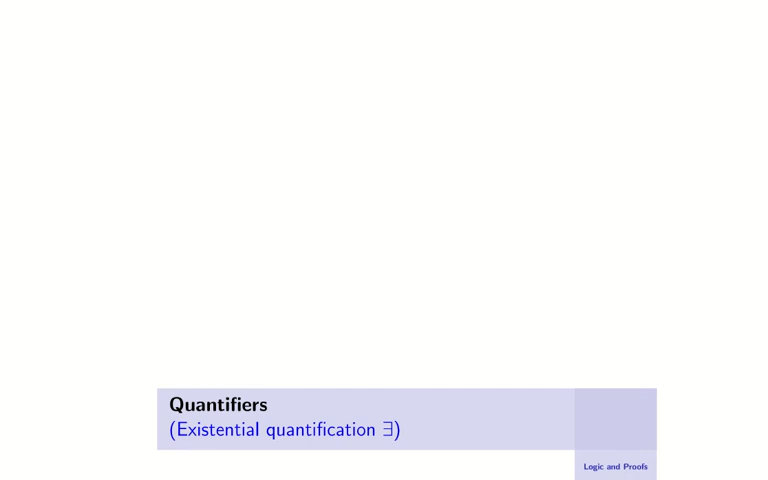 Quantifiers
(Existential quantification ∃)
Logic and Proofs